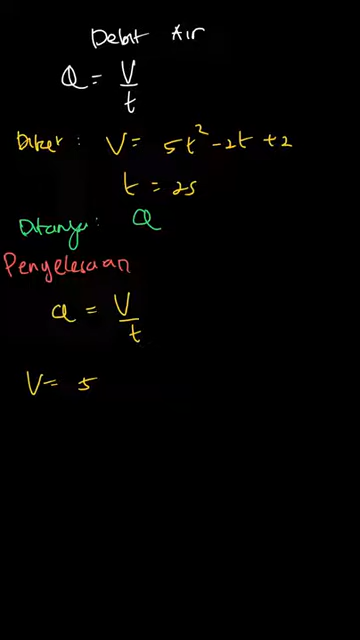 Debit Air
Q = V/t
Diket : V = 5t² - 2t + 2
t = 2s
Ditanya : Q
Penyelesaian
Q = V/t
V = 5